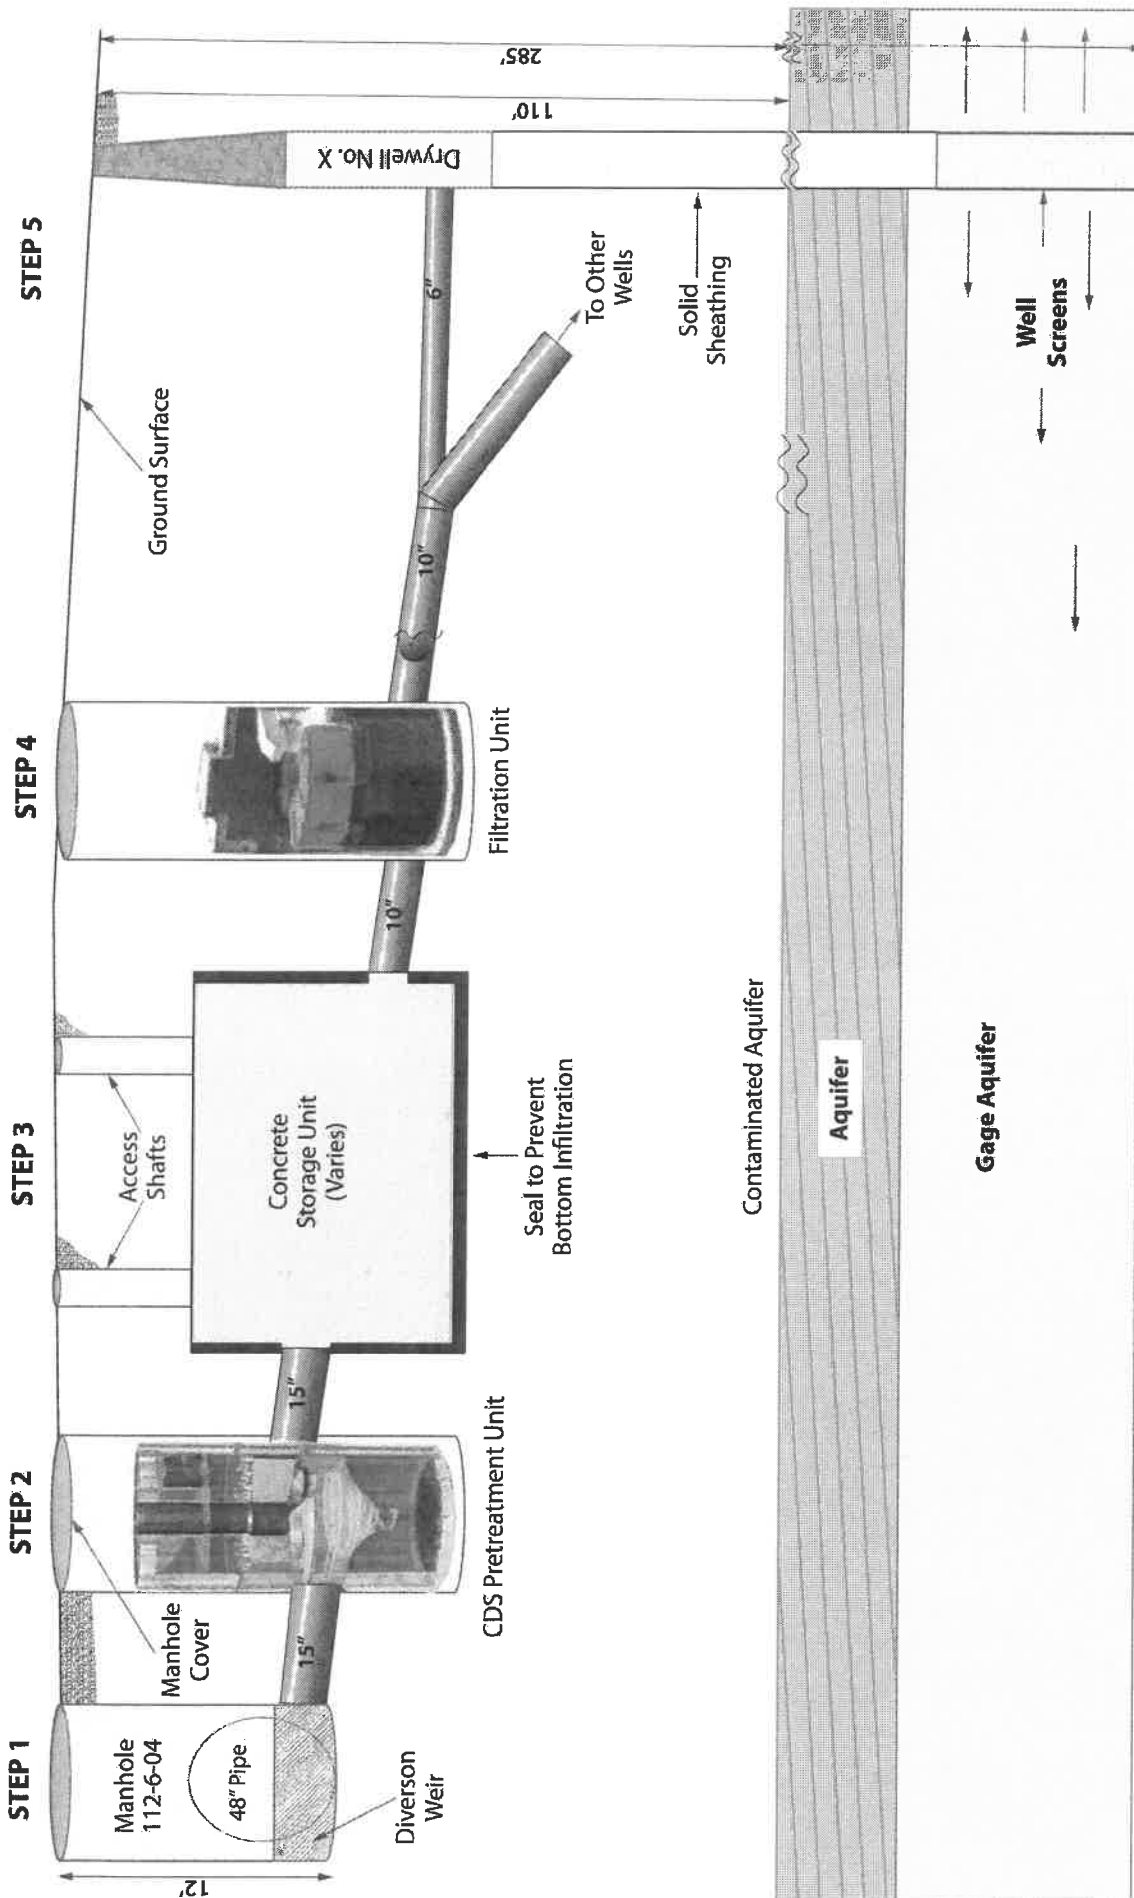 STEP 1
STEP 2
STEP 3
STEP 4
STEP 5
12'
Manhole
112-6-04
48" Pipe
Diverson
Weir
Manhole
Cover
15"
CDS Pretreatment Unit
15"
Access
Shafts
Concrete
Storage Unit
(Varies)
Seal to Prevent
Bottom Infiltration
10"
Filtration Unit
10"
Ground Surface
6"
To Other
Wells
Drywell No. X
110'
285'
Solid
Sheathing
Contaminated Aquifer
Aquifer
Gage Aquifer
Well
Screens